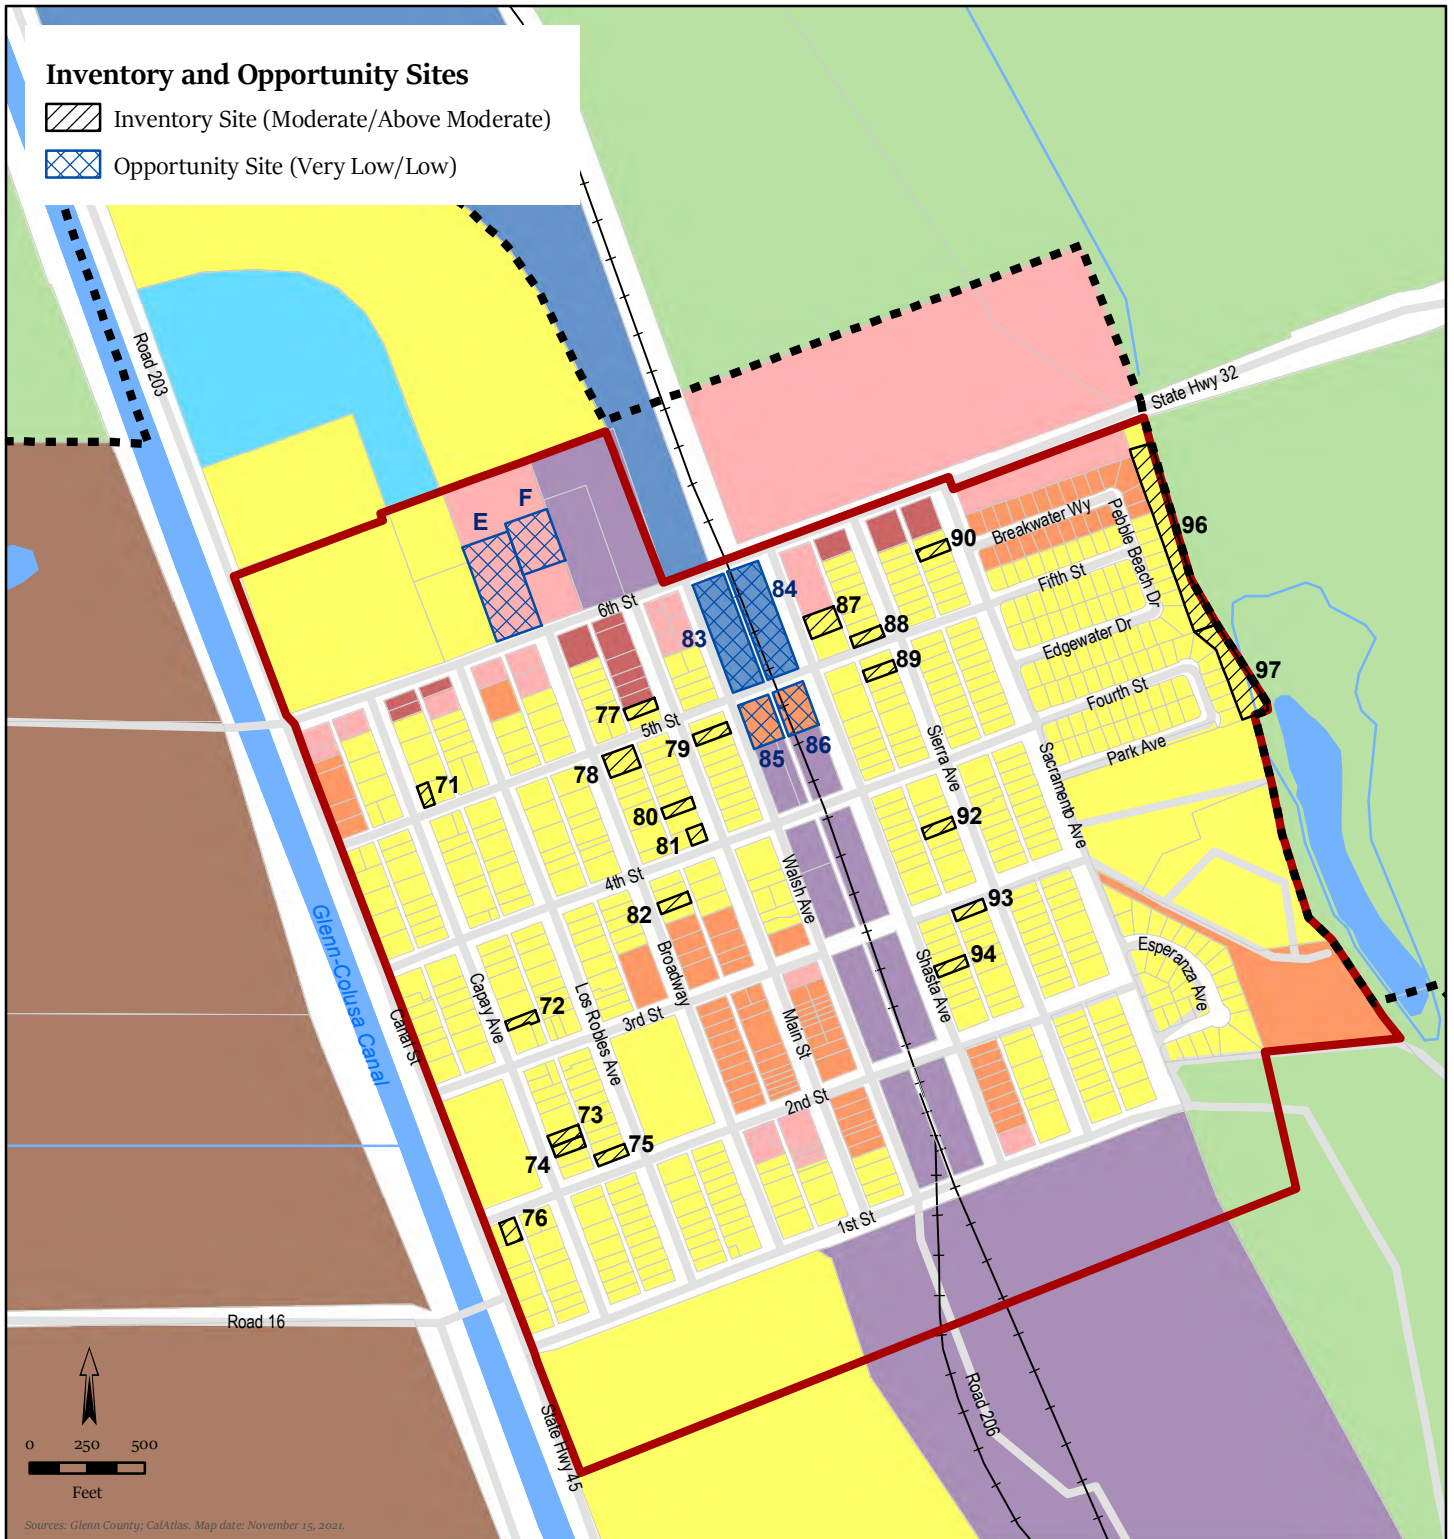 Inventory and Opportunity Sites
Inventory Site (Moderate/Above Moderate)
Opportunity Site (Very Low/Low)
Road 203
State Hwy 32
F
E
96
90
Breakwater Wy
Pebble Beach Dr
Fifth St
84
6th St
87
88
83
Edgewater Dr
89
97
Fourth St
77
5th St
79
86
85
Park Ave
Sierra Ave
Sacramento Ave
78
71
80
81
92
4th St
Walsh Ave
82
93
Glenn-Colusa Canal
Broadway
94
Shasta Ave
Esperanza Ave
Capay Ave
Los Robles Ave
72
3rd St
Canal St
Main St
73
2nd St
74
75
76
1st St
Road 16
Road 206
State Hwy 45
0 250 500
Feet
Sources: Glenn County; CalAtlas. Map date: November 15, 2021.